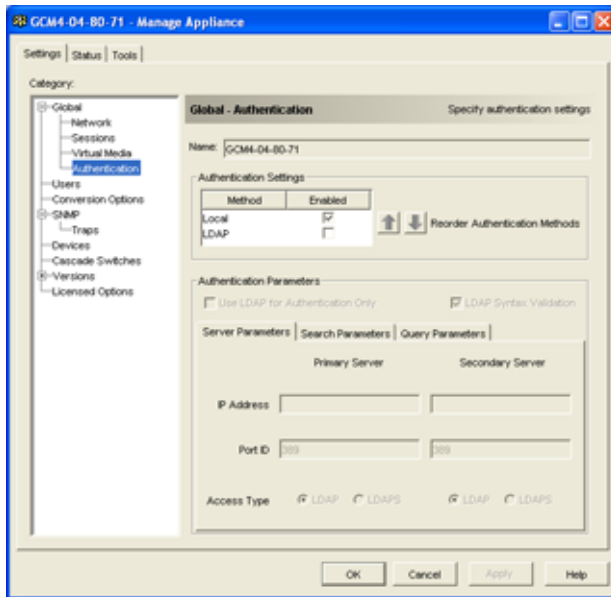 GCM4-04-80-71 - Manage Appliance
Settings Status Tools
Category:
Global
Network
Sessions
Virtual Media
Authentication
Users
Conversion Options
SNMP
Traps
Devices
Cascade Switches
Versions
Licensed Options
Global - Authentication Specify authentication settings
Name: GCM4-04-80-71
Authentication Settings
Method Enabled
Local
LDAP
Reorder Authentication Methods
Authentication Parameters
Use LDAP for Authentication Only LDAP Syntax Validation
Server Parameters Search Parameters Query Parameters
Primary Server Secondary Server
IP Address
Port ID 389 389
Access Type LDAP LDAPS LDAP LDAPS
OK Cancel Apply Help